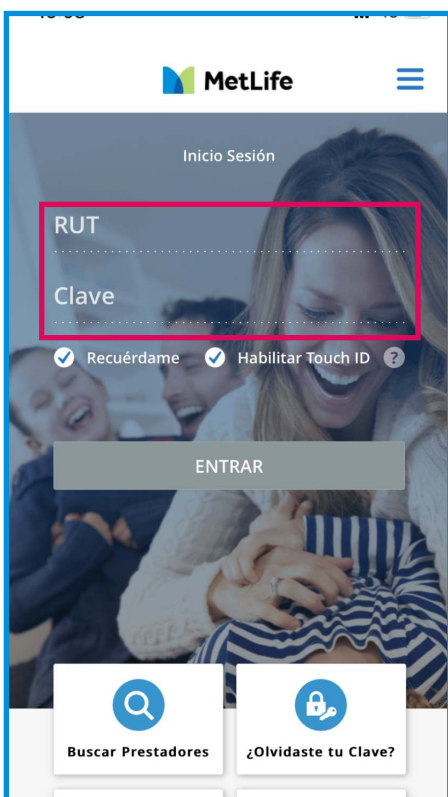 MetLife
Inicio Sesión
RUT
Clave
Recuérdame Habilitar Touch ID ?
ENTRAR
Buscar Prestadores ¿Olvidaste tu Clave?